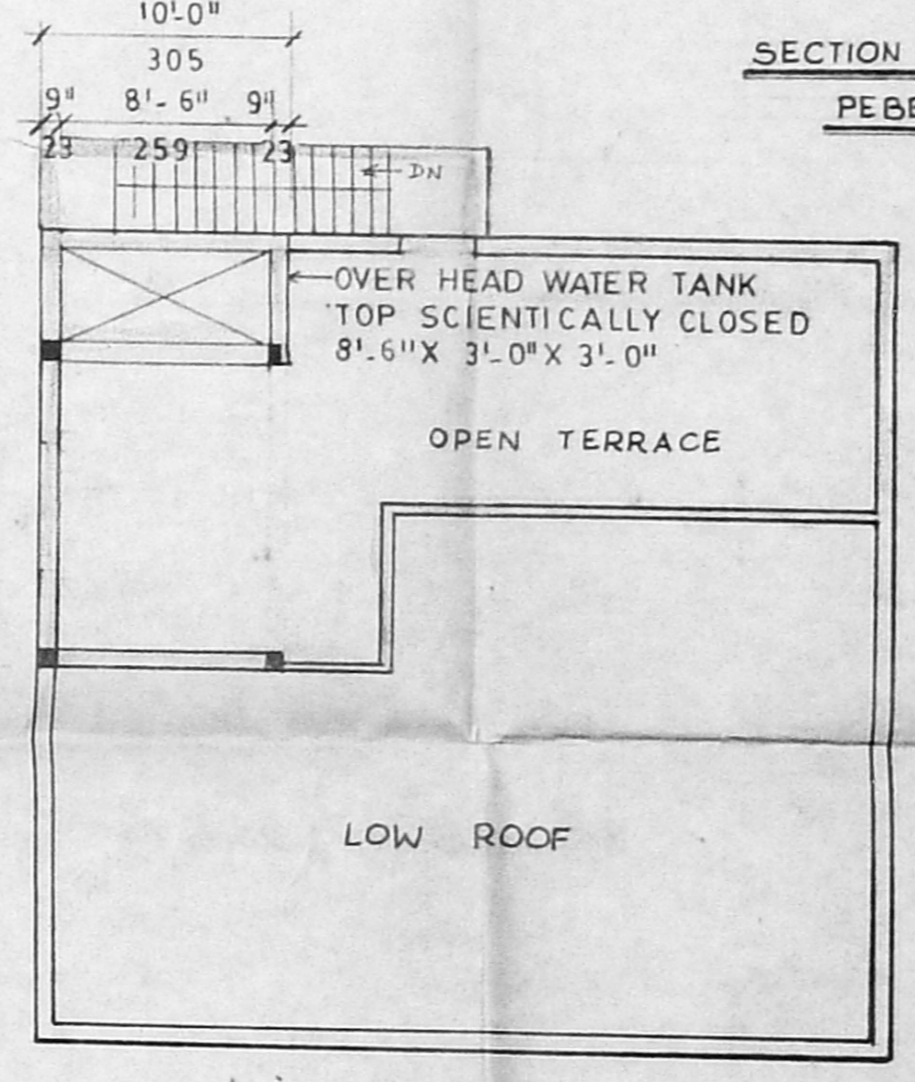 10'-0"
305
9" 8'-6" 9"
23 259 23
SECTION
DN
OVER HEAD WATER TANK
TOP SCIENTICALLY CLOSED
8'-6" X 3'-0" X 3'-0"
OPEN TERRACE
LOW ROOF